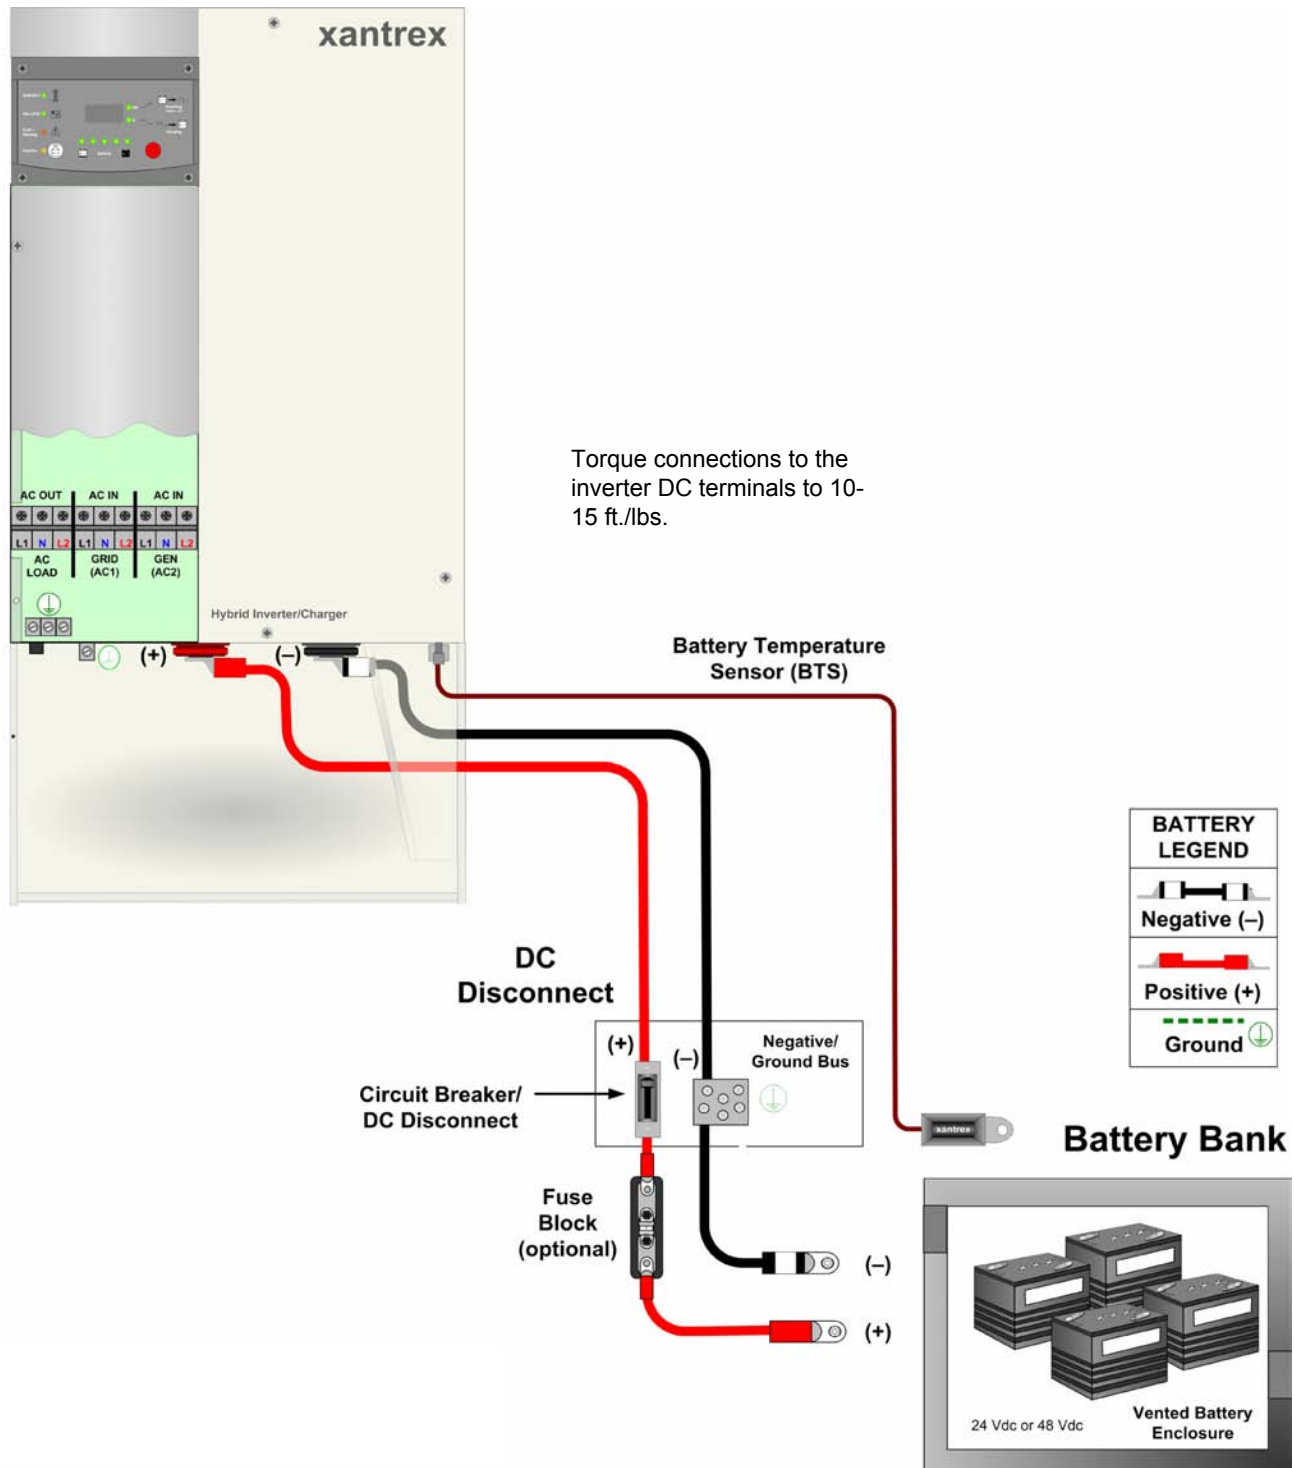 xantrex
Battery
AC OUT
AC IN
AC IN
L1 N L2 L1 N L2 L1 N L2
AC
LOAD
GRID
(AC1)
GEN
(AC2)
Hybrid Inverter/Charger
(+)
(–)
Torque connections to the
inverter DC terminals to 10-
15 ft./lbs.
Battery Temperature
Sensor (BTS)
BATTERY
LEGEND
Negative (–)
Positive (+)
Ground
DC
Disconnect
(+)
(–)
Negative/
Ground Bus
Circuit Breaker/
DC Disconnect
xantrex
Battery Bank
Fuse
Block
(optional)
(–)
(+)
24 Vdc or 48 Vdc
Vented Battery
Enclosure